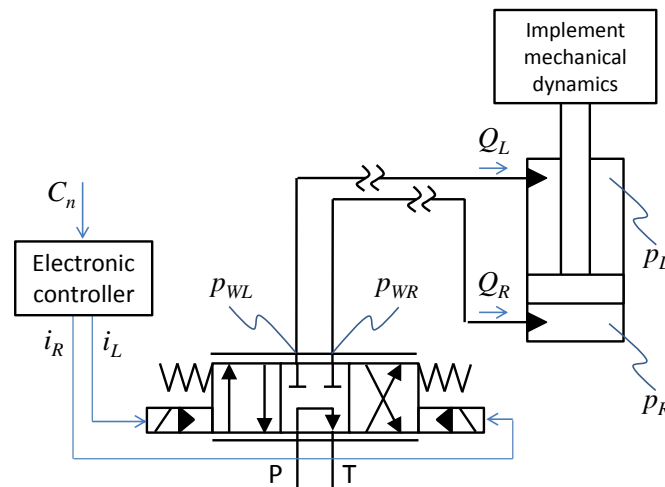 Implement
mechanical
dynamics
Q_L
C_n
p_L
Electronic
controller
p_WL
p_WR
Q_R
i_R
i_L
p_R
P
T